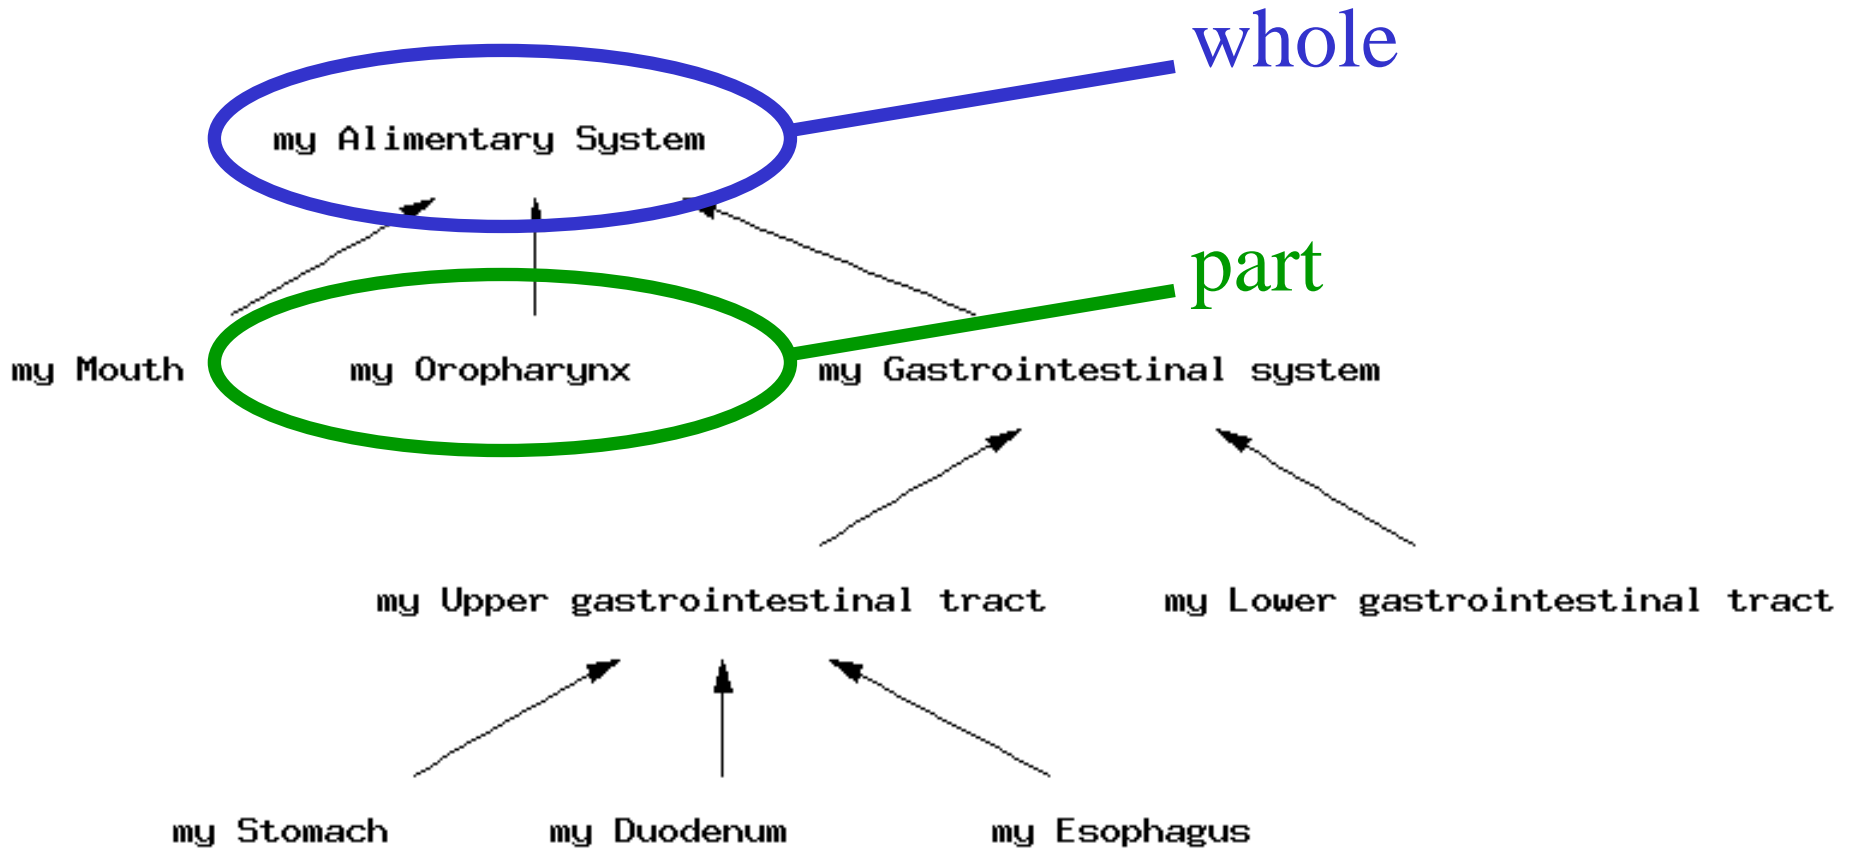 whole
my Alimentary System
part
my Mouth my Oropharynx my Gastrointestinal system
my Upper gastrointestinal tract my Lower gastrointestinal tract
my Stomach my Duodenum my Esophagus